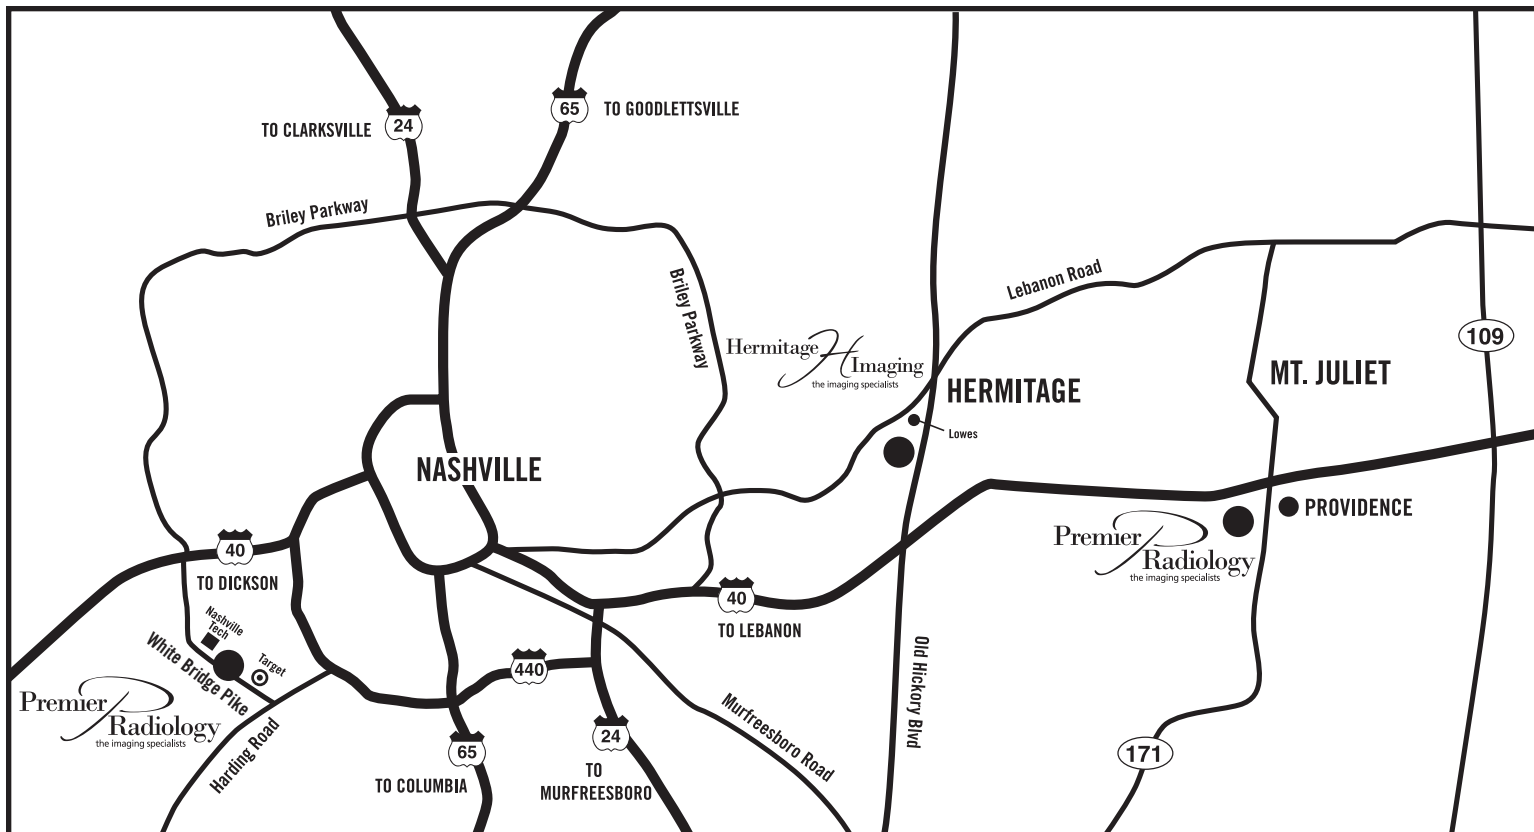 65
TO GOODLETTSVILLE
TO CLARKSVILLE
24
Briley Parkway
Briley Parkway
Lebanon Road
109
Hermitage
Imaging
the imaging specialists
HERMITAGE
MT. JULIET
Lowes
NASHVILLE
PROVIDENCE
Premier
Radiology
the imaging specialists
40
TO DICKSON
40
TO LEBANON
Nashville
Tech
Target
White Bridge Pike
Premier
Radiology
the imaging specialists
Harding Road
440
Old Hickory Blvd
Murfreesboro Road
65
TO COLUMBIA
24
TO
MURFREESBORO
171